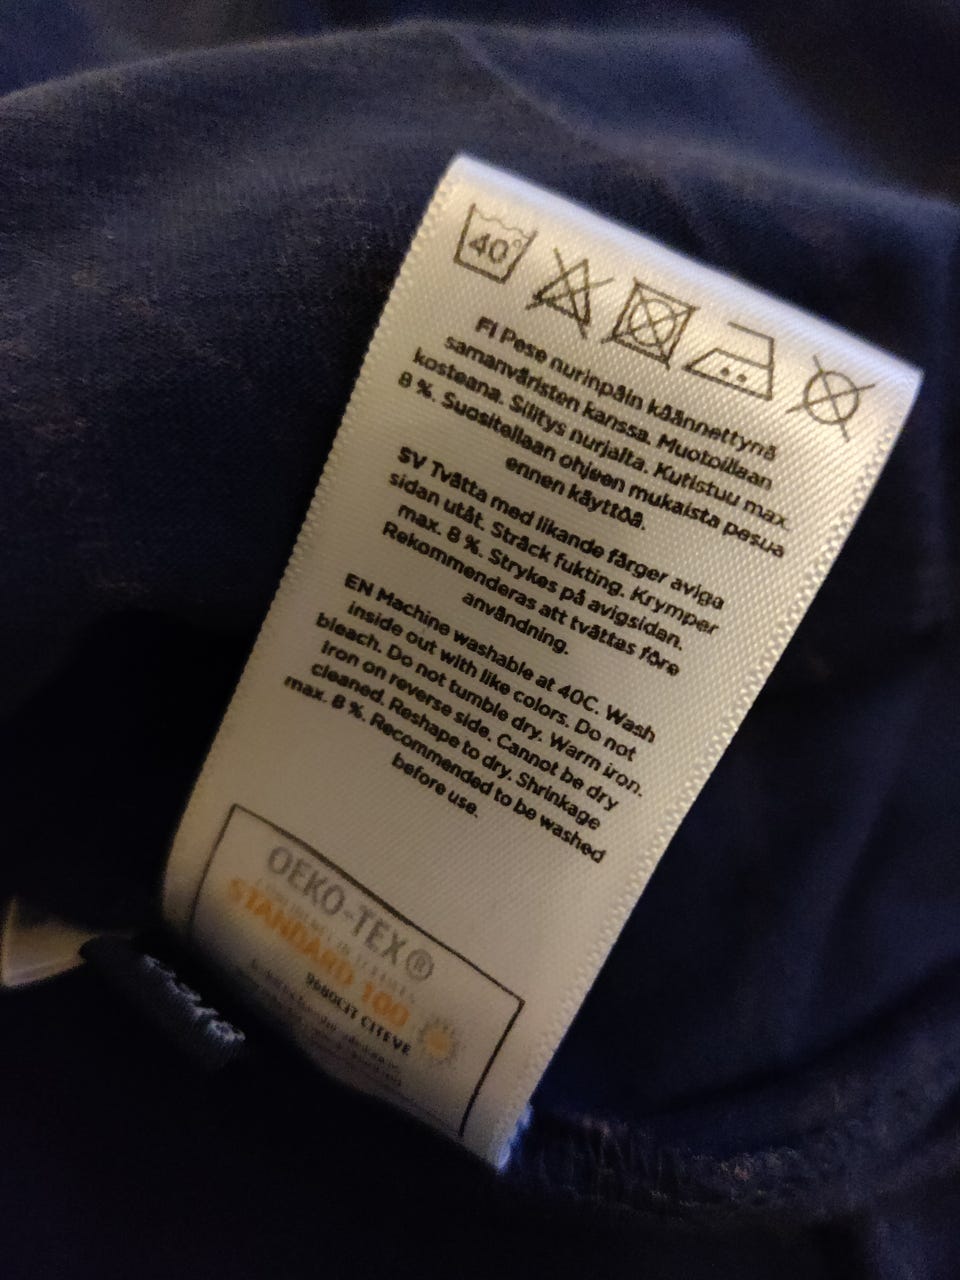 40°
FI Pese nurinpäin käännettynä
samanväristen kanssa. Muotoillaan
kosteana. Silitys nurjalta. Kutistuu max.
8 %. Suositellaan ohjeen mukaista pesua
ennen käyttöä.
SV Tvätta med likande färger aviga
sidan utåt. Sträck fukting. Krymper
max. 8 %. Strykes på avigsidan.
Rekommenderas att tvättas före
användning.
EN Machine washable at 40C. Wash
inside out with like colors. Do not
bleach. Do not tumble dry. Warm iron.
Iron on reverse side. Cannot be dry
cleaned. Reshape to dry. Shrinkage
max. 8 %. Recommended to be washed
before use.
OEKO-TEX®
CONFIDENCE IN TEXTILES
STANDARD 100
9680CIT CITEVE